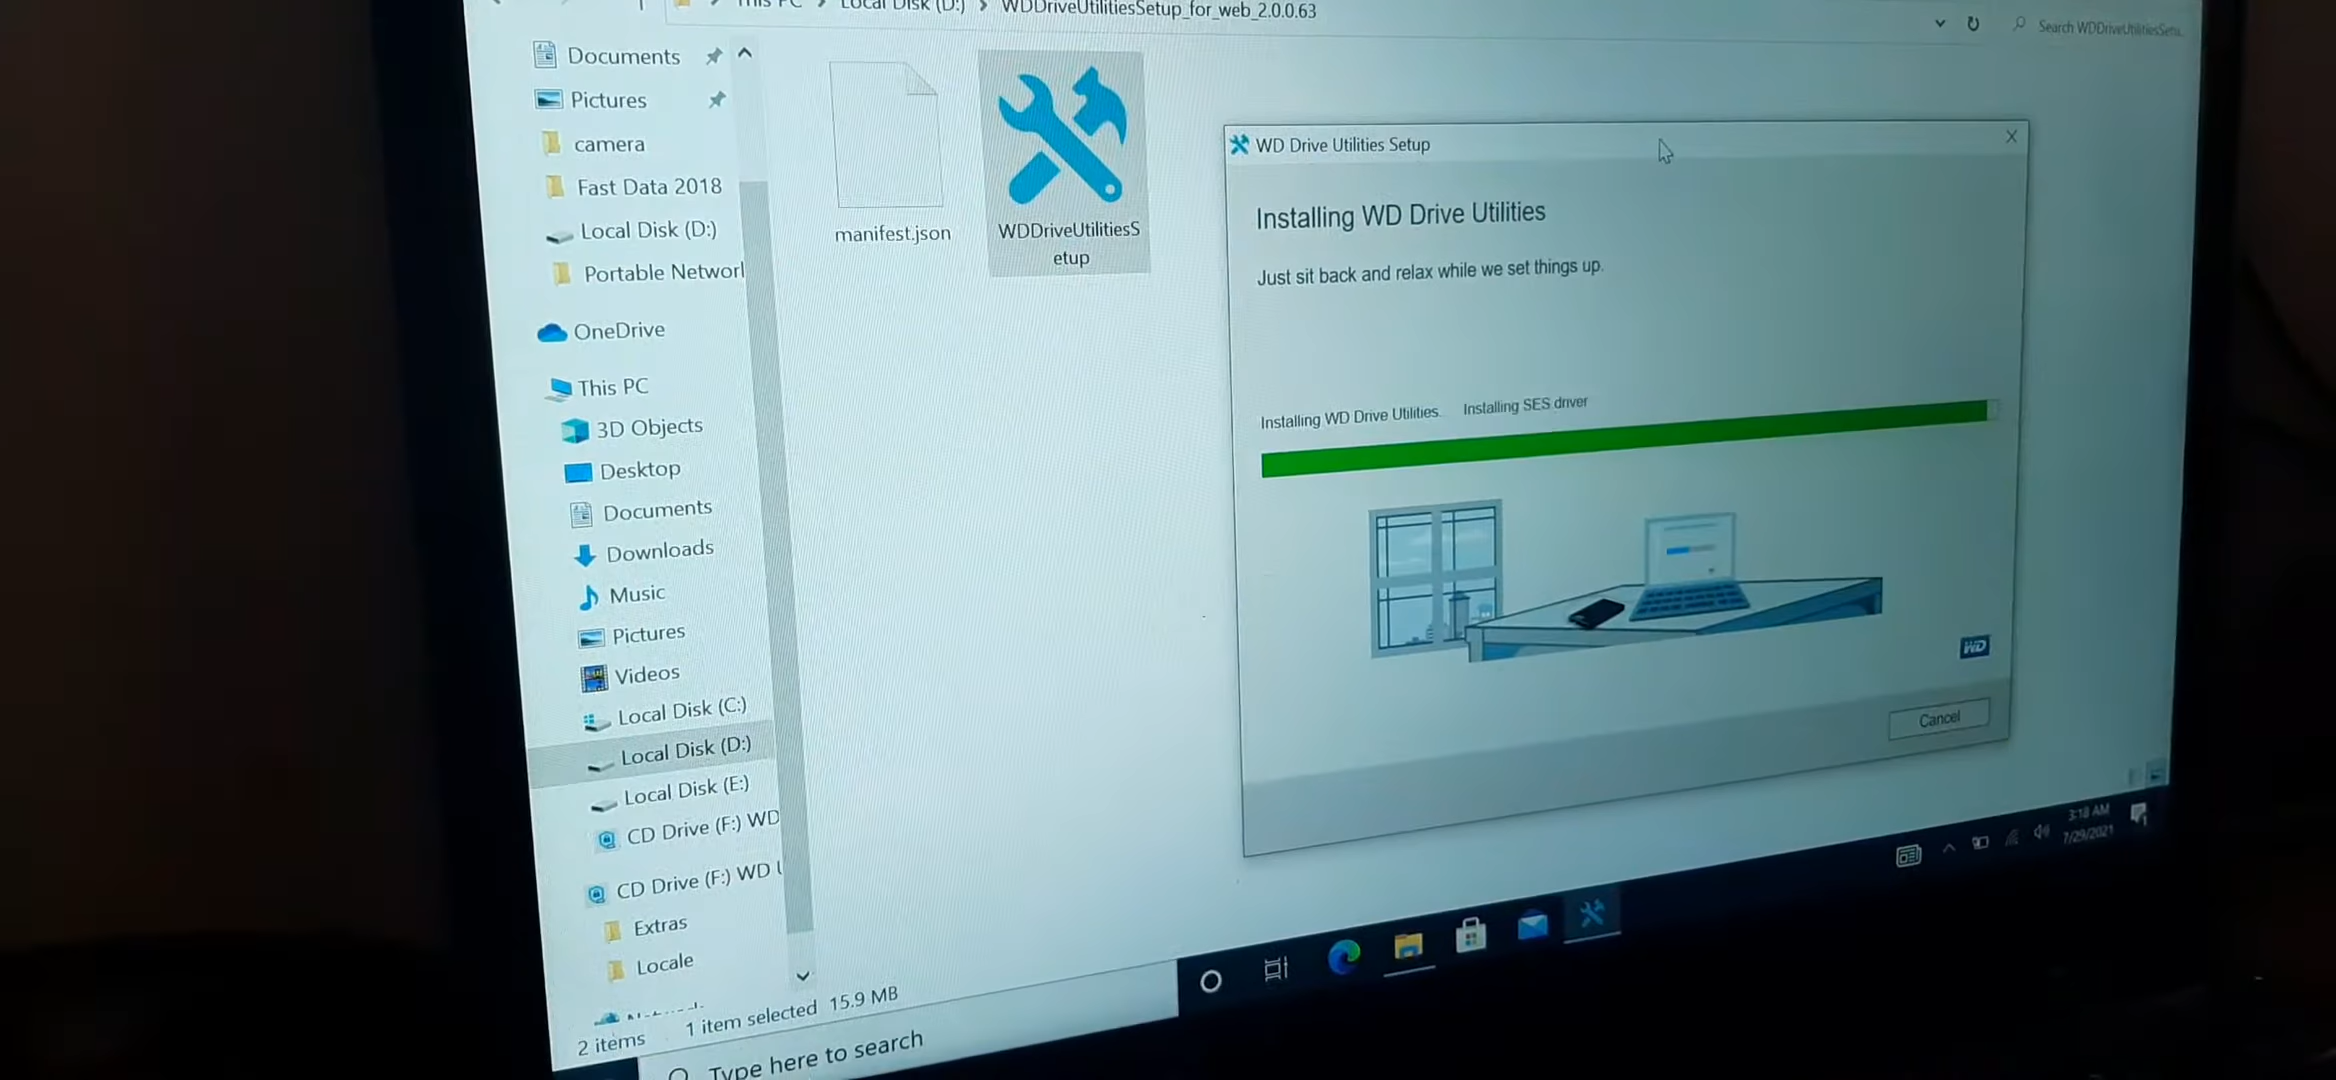 This PC > Local Disk (D:) > WDDriveUtilitiesSetup_for_web_2.0.0.63
Search WDDriveUtilitiesSetu...
Documents
Pictures
camera
Fast Data 2018
Local Disk (D:)
Portable Networl
OneDrive
This PC
3D Objects
Desktop
Documents
Downloads
Music
Pictures
Videos
Local Disk (C:)
Local Disk (D:)
Local Disk (E:)
CD Drive (F:) WD
CD Drive (F:) WD U
Extras
Locale
2 items
1 item selected 15.9 MB
manifest.json
WDDriveUtilitiesS
etup
WD Drive Utilities Setup
Installing WD Drive Utilities
Just sit back and relax while we set things up.
Installing WD Drive Utilities. Installing SES driver
WD
Cancel
Type here to search
3:18 AM
7/29/2021